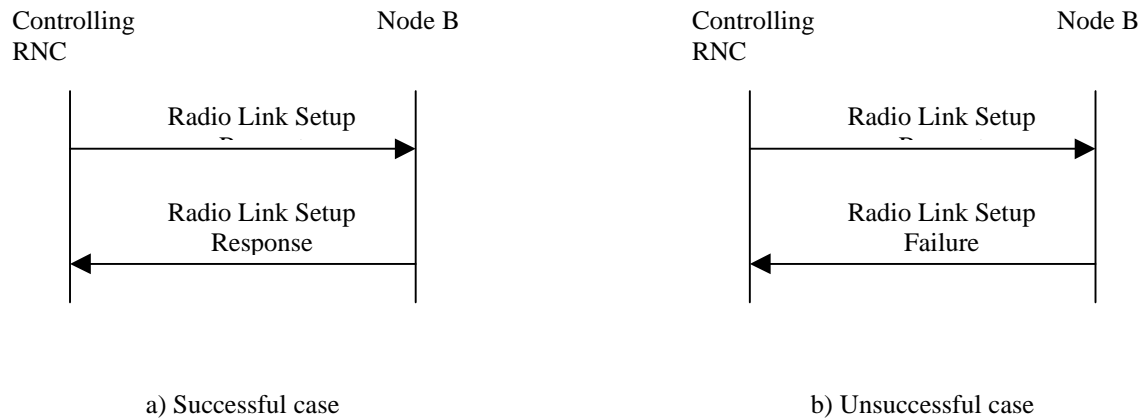 Controlling
RNC
Node B
Radio Link Setup
Radio Link Setup
Response
a) Successful case
Controlling
RNC
Node B
Radio Link Setup
Radio Link Setup
Failure
b) Unsuccessful case